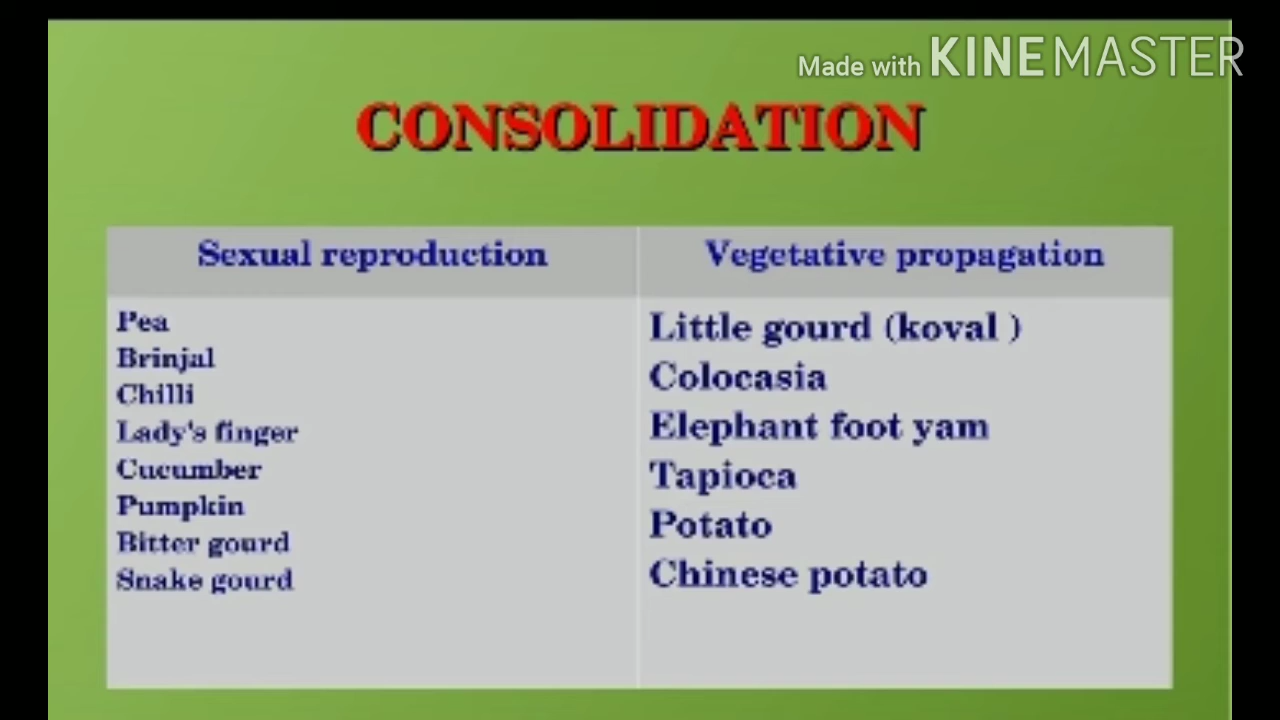 Made with KINEMASTER
CONSOLIDATION
Sexual reproduction
Vegetative propagation
Pea
Brinjal
Chilli
Lady's finger
Cucumber
Pumpkin
Bitter gourd
Snake gourd
Little gourd (koval )
Colocasia
Elephant foot yam
Tapioca
Potato
Chinese potato